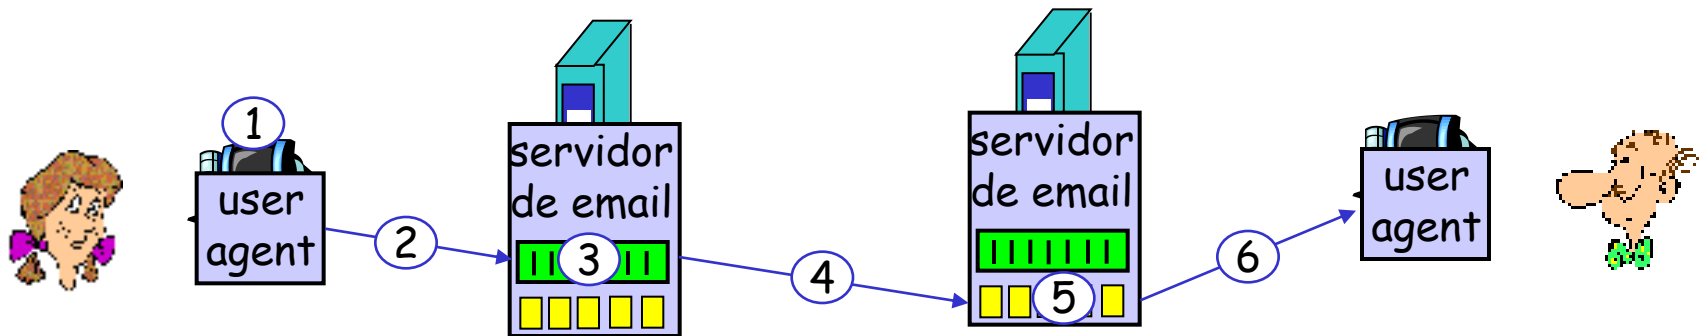 1
user
agent
2
servidor
de email
3
4
servidor
de email
5
6
user
agent